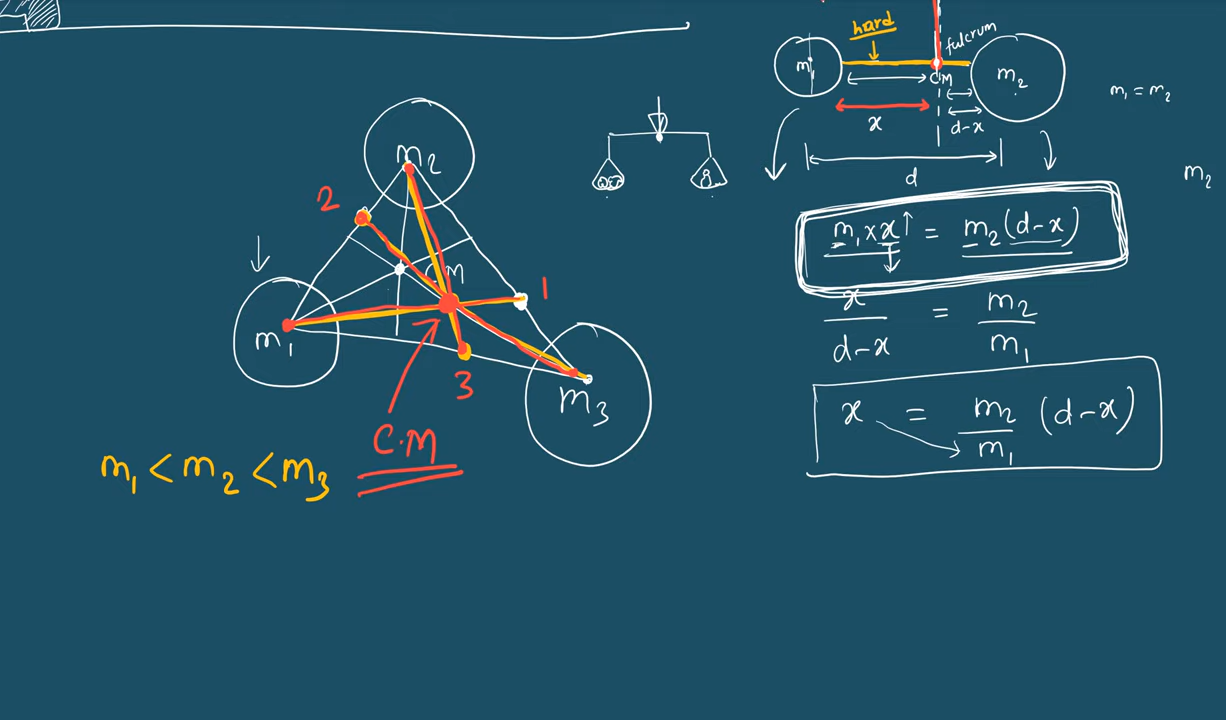 hard
fulcrum
m₁
CM
m₂
m₁ = m₂
x
d-x
d
m₂
m₂
2
CM
1
m₁
3
m₃
C·M
m₁ < m₂ < m₃
m₁ × x↑ = m₂(d-x)
x/(d-x) = m₂/m₁
x = m₂/m₁ (d-x)